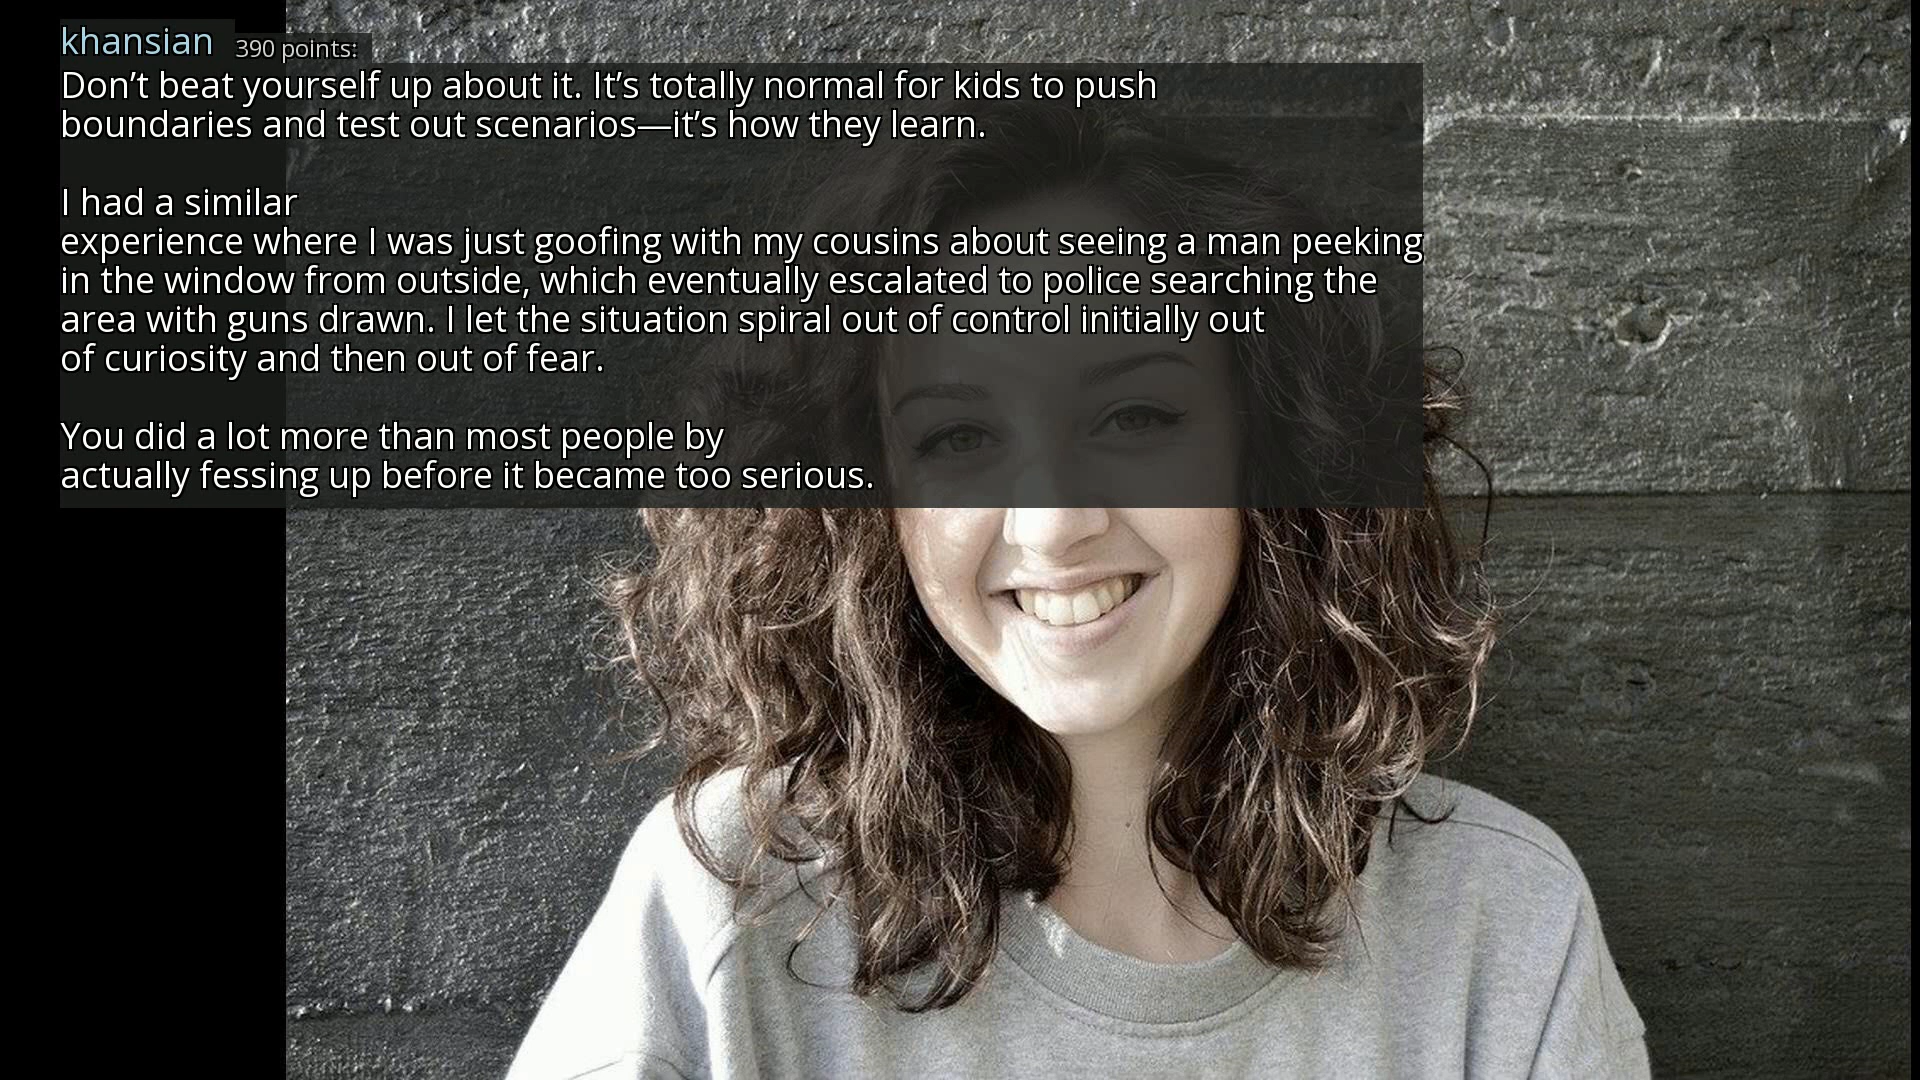 khansian 390 points:
Don’t beat yourself up about it. It’s totally normal for kids to push
boundaries and test out scenarios—it’s how they learn.
I had a similar
experience where I was just goofing with my cousins about seeing a man peeking
in the window from outside, which eventually escalated to police searching the
area with guns drawn. I let the situation spiral out of control initially out
of curiosity and then out of fear.
You did a lot more than most people by
actually fessing up before it became too serious.